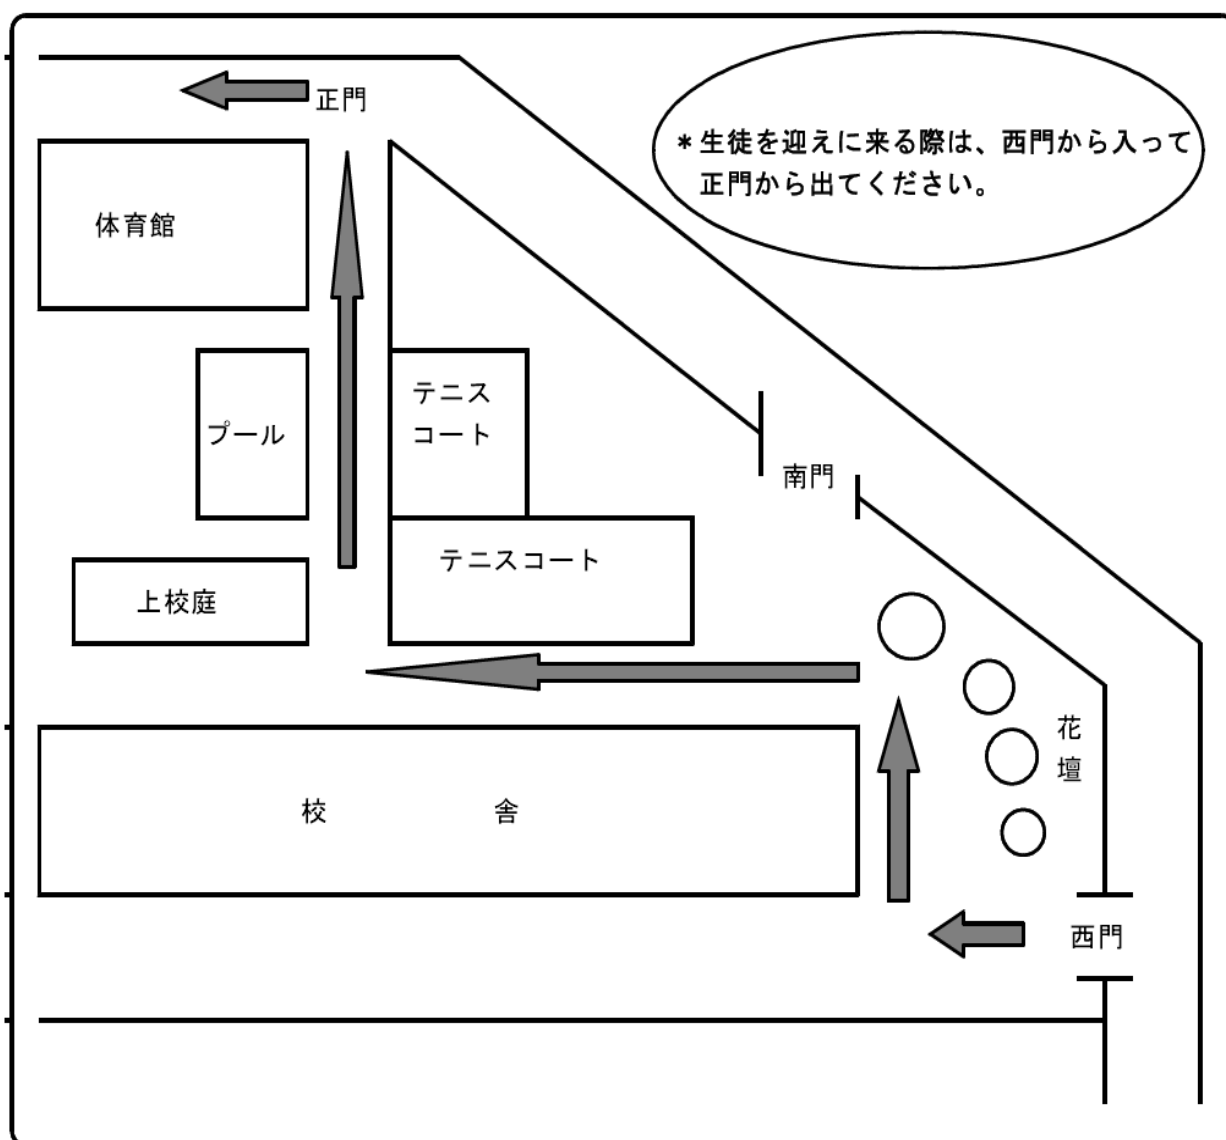 正門
*生徒を迎えに来る際は、西門から入って
正門から出てください。
体育館
テニス
コート
プール
南門
テニスコート
上校庭
花
壇
校　舎
西門